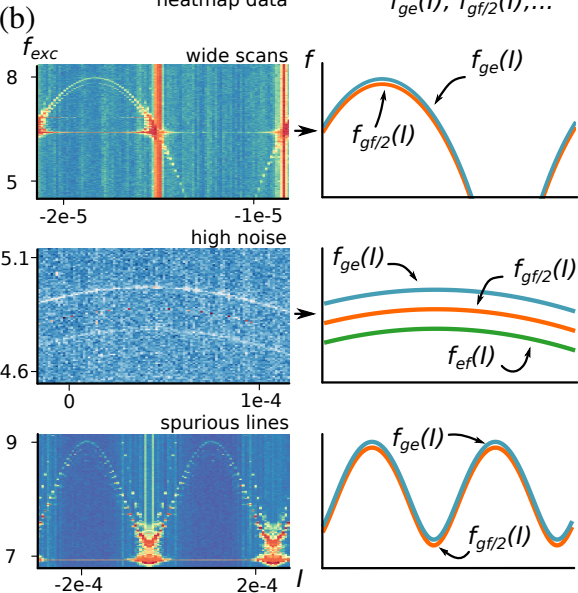 heatmap data
f_ge(I), f_gf/2(I),...
(b)
f_exc
wide scans
f
8
5
-2e-5
-1e-5
f_ge(I)
f_gf/2(I)
high noise
5.1
4.6
0
1e-4
f_ge(I)
f_gf/2(I)
f_ef(I)
spurious lines
9
7
-2e-4
2e-4
I
f_ge(I)
f_gf/2(I)